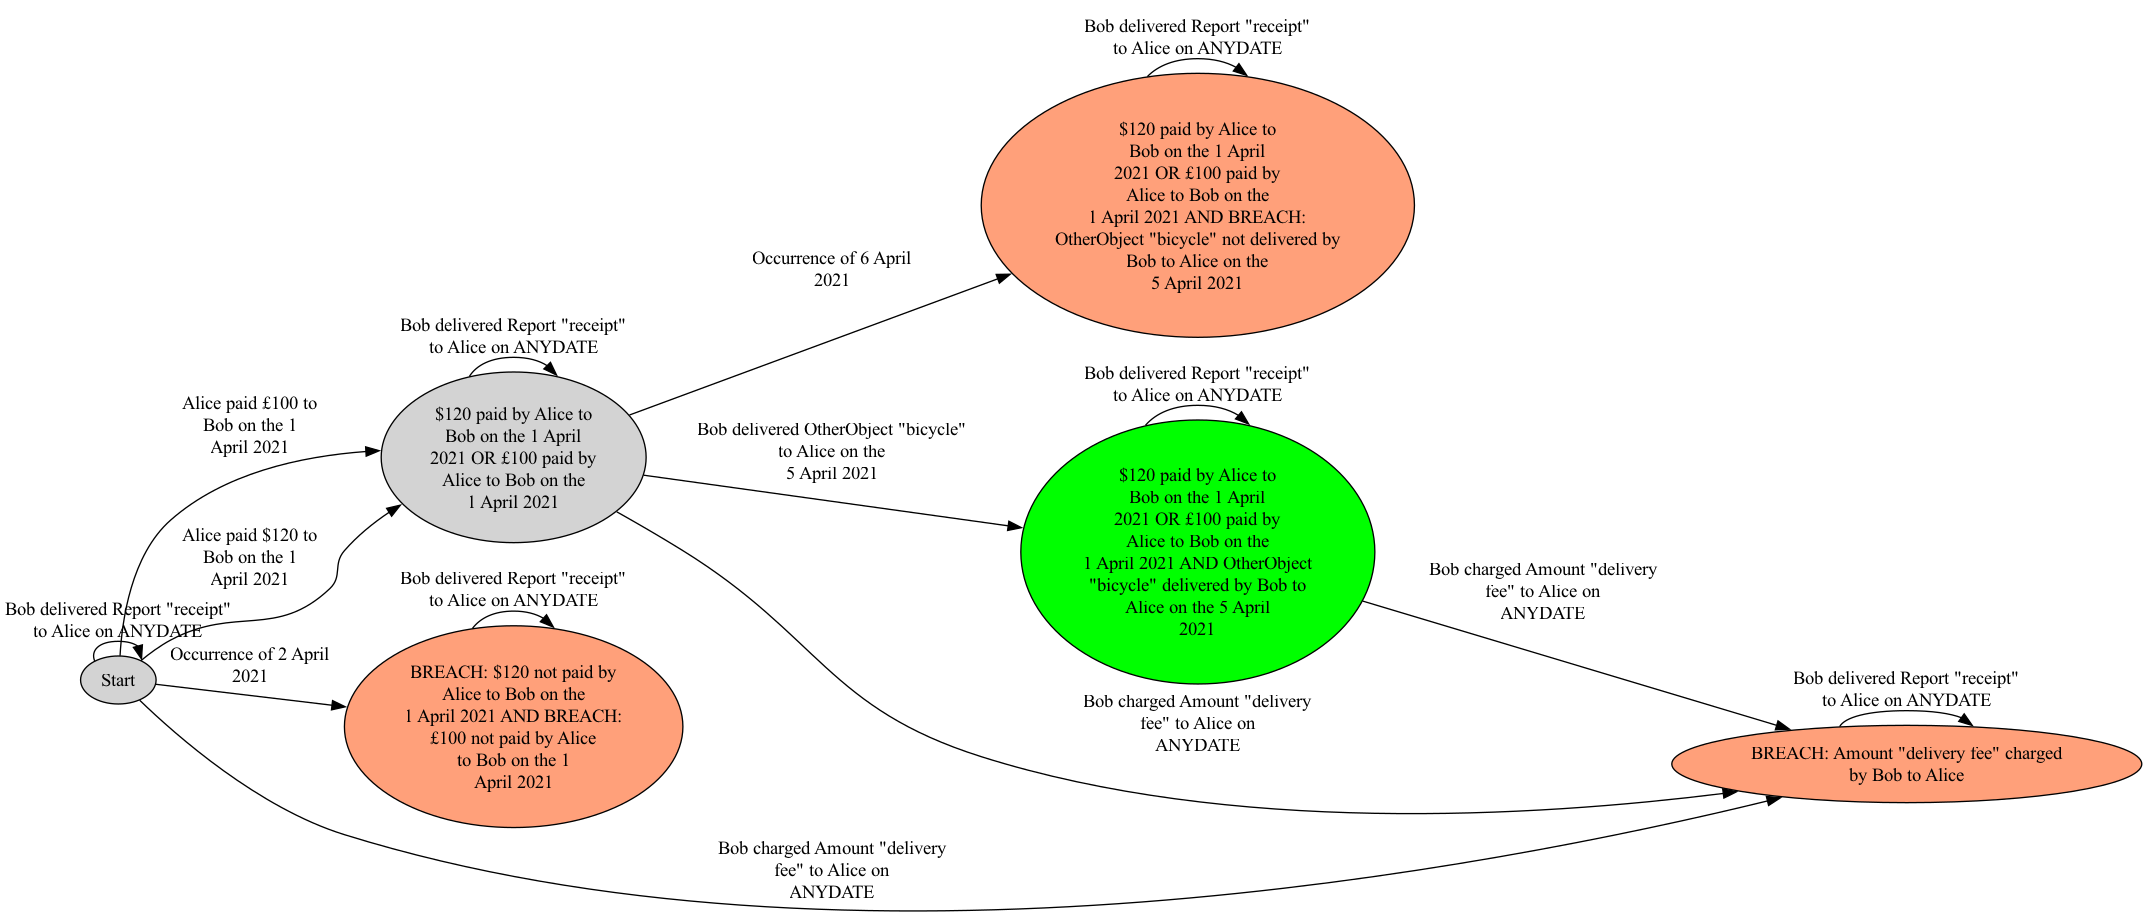 Bob delivered Report "receipt"
to Alice on ANYDATE
$120 paid by Alice to
Bob on the 1 April
2021 OR £100 paid by
Alice to Bob on the
1 April 2021 AND BREACH:
OtherObject "bicycle" not delivered by
Bob to Alice on the
5 April 2021
Occurrence of 6 April
2021
Bob delivered Report "receipt"
to Alice on ANYDATE
Alice paid £100 to
Bob on the 1
April 2021
$120 paid by Alice to
Bob on the 1 April
2021 OR £100 paid by
Alice to Bob on the
1 April 2021
Bob delivered OtherObject "bicycle"
to Alice on the
5 April 2021
Bob delivered Report "receipt"
to Alice on ANYDATE
$120 paid by Alice to
Bob on the 1 April
2021 OR £100 paid by
Alice to Bob on the
1 April 2021 AND OtherObject
"bicycle" delivered by Bob to
Alice on the 5 April
2021
Alice paid $120 to
Bob on the 1
April 2021
Bob delivered Report "receipt"
to Alice on ANYDATE
Start
Occurrence of 2 April
2021
Bob delivered Report "receipt"
to Alice on ANYDATE
BREACH: $120 not paid by
Alice to Bob on the
1 April 2021 AND BREACH:
£100 not paid by Alice
to Bob on the 1
April 2021
Bob charged Amount "delivery
fee" to Alice on
ANYDATE
Bob charged Amount "delivery
fee" to Alice on
ANYDATE
Bob delivered Report "receipt"
to Alice on ANYDATE
BREACH: Amount "delivery fee" charged
by Bob to Alice
Bob charged Amount "delivery
fee" to Alice on
ANYDATE